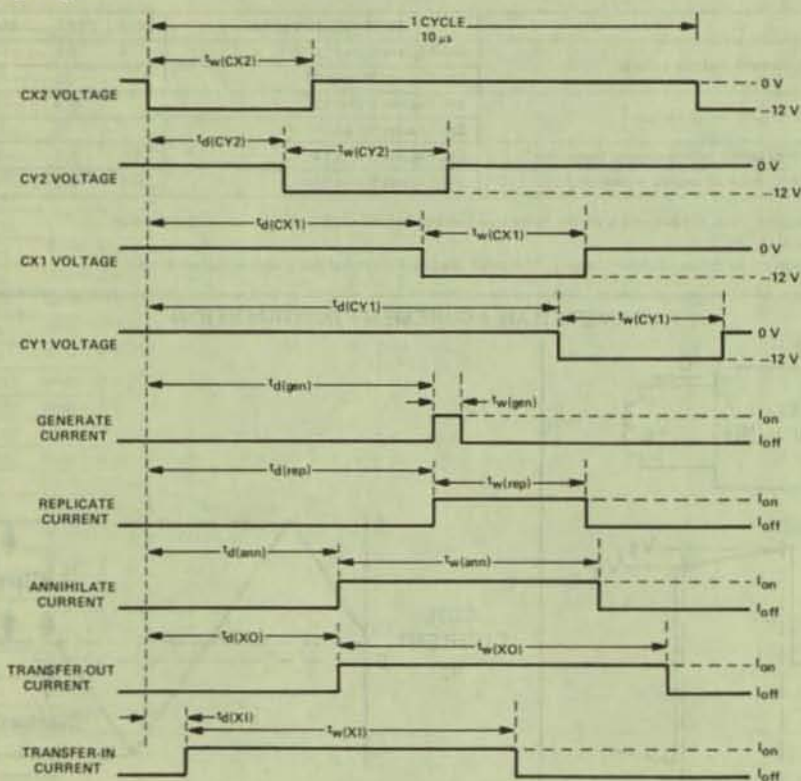 1 CYCLE
10 μs
tw(CX2)
CX2 VOLTAGE
0 V
−12 V
td(CY2)
tw(CY2)
CY2 VOLTAGE
0 V
−12 V
td(CX1)
tw(CX1)
CX1 VOLTAGE
0 V
−12 V
td(CY1)
tw(CY1)
CY1 VOLTAGE
0 V
−12 V
td(gen)
tw(gen)
GENERATE
CURRENT
Ion
Ioff
td(rep)
tw(rep)
REPLICATE
CURRENT
Ion
Ioff
td(ann)
tw(ann)
ANNIHILATE
CURRENT
Ion
Ioff
td(XO)
tw(XO)
TRANSFER-OUT
CURRENT
Ion
Ioff
td(XI)
tw(XI)
TRANSFER-IN
CURRENT
Ion
Ioff